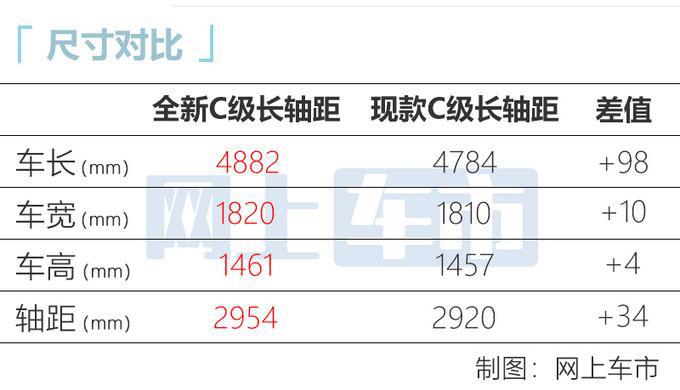 「 尺寸对比 」
全新C级长轴距 现款C级长轴距 差值
车长(mm) 4882 4784 +98
车宽(mm) 1820 1810 +10
车高(mm) 1461 1457 +4
轴距(mm) 2954 2920 +34
网上车市
制图：网上车市